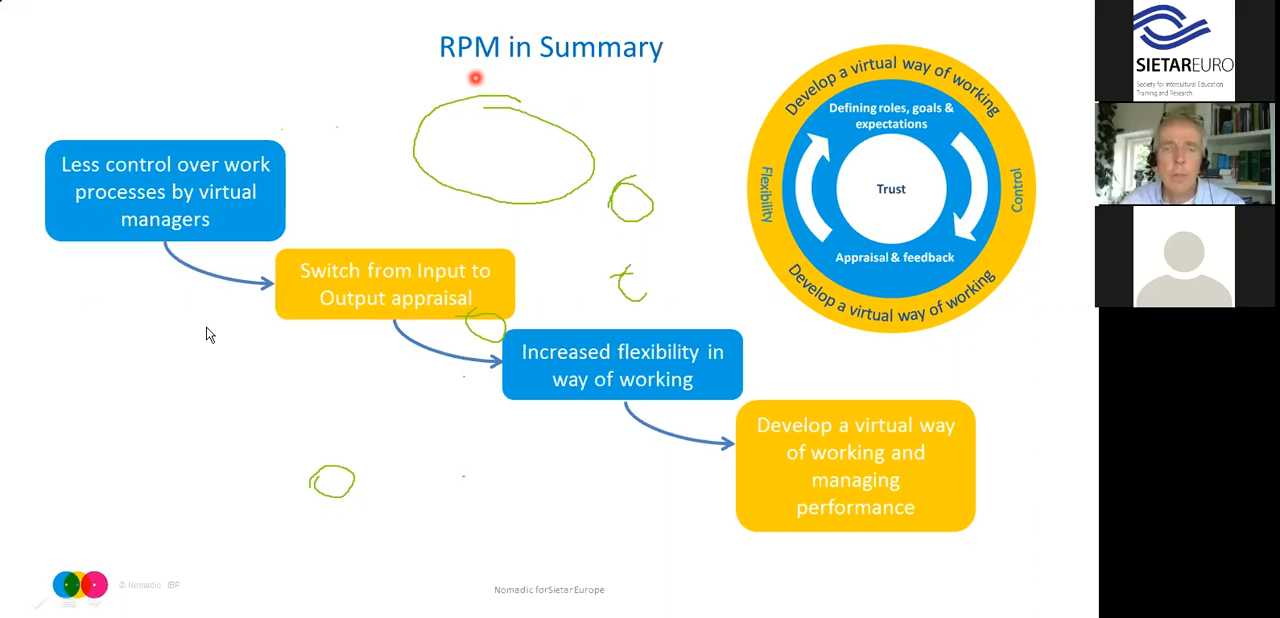 RPM in Summary
Less control over work
processes by virtual
managers
Switch from Input to
Output appraisal
Increased flexibility in
way of working
Develop a virtual way
of working and
managing
performance
Develop a virtual way of working
Defining roles, goals &
expectations
Flexibility
Trust
Control
Appraisal & feedback
Develop a virtual way of working
t
© Nomadic IBP
Nomadic for Sietar Europe
SIETAREURO
Society for Intercultural Education
Training and Research